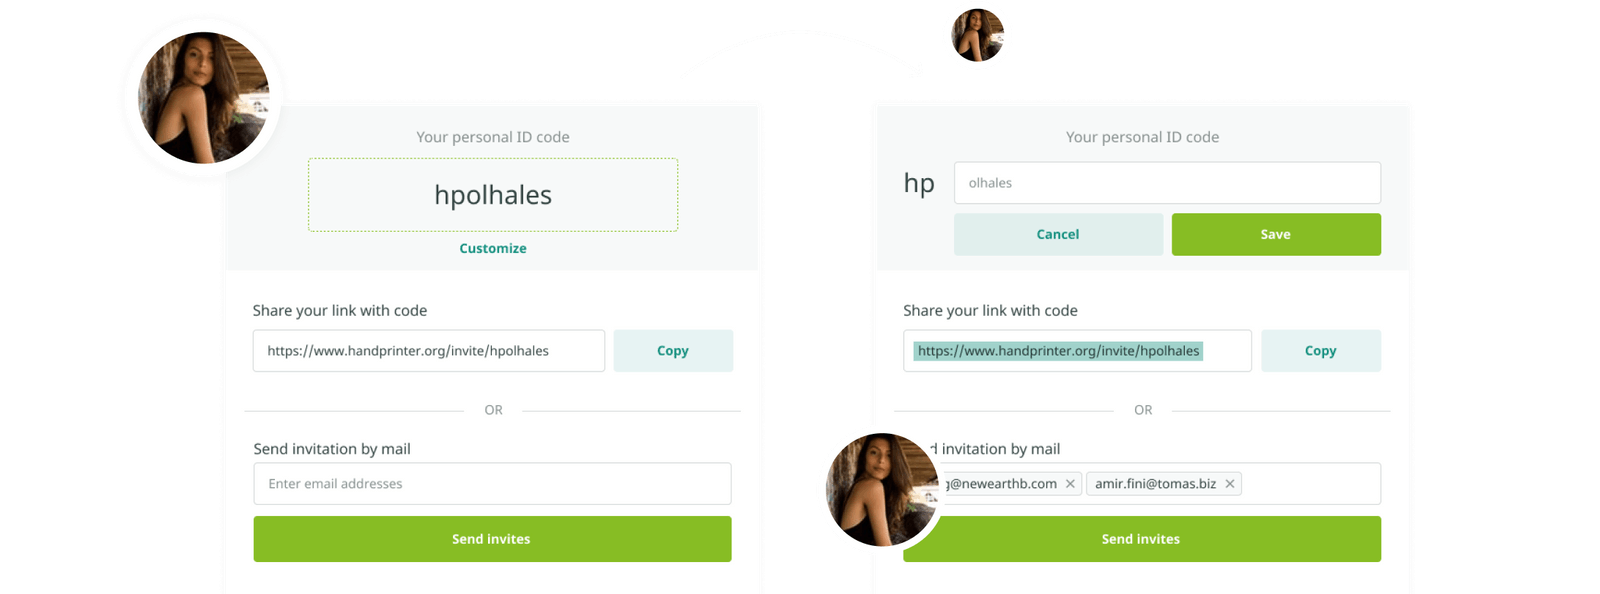 Your personal ID code
hpolhales
Customize
Share your link with code
https://www.handprinter.org/invite/hpolhales
Copy
OR
Send invitation by mail
Enter email addresses
Send invites
Your personal ID code
hp
olhales
Cancel
Save
Share your link with code
https://www.handprinter.org/invite/hpolhales
Copy
OR
invitation by mail
@newearthb.com × amir.fini@tomas.biz ×
Send invites